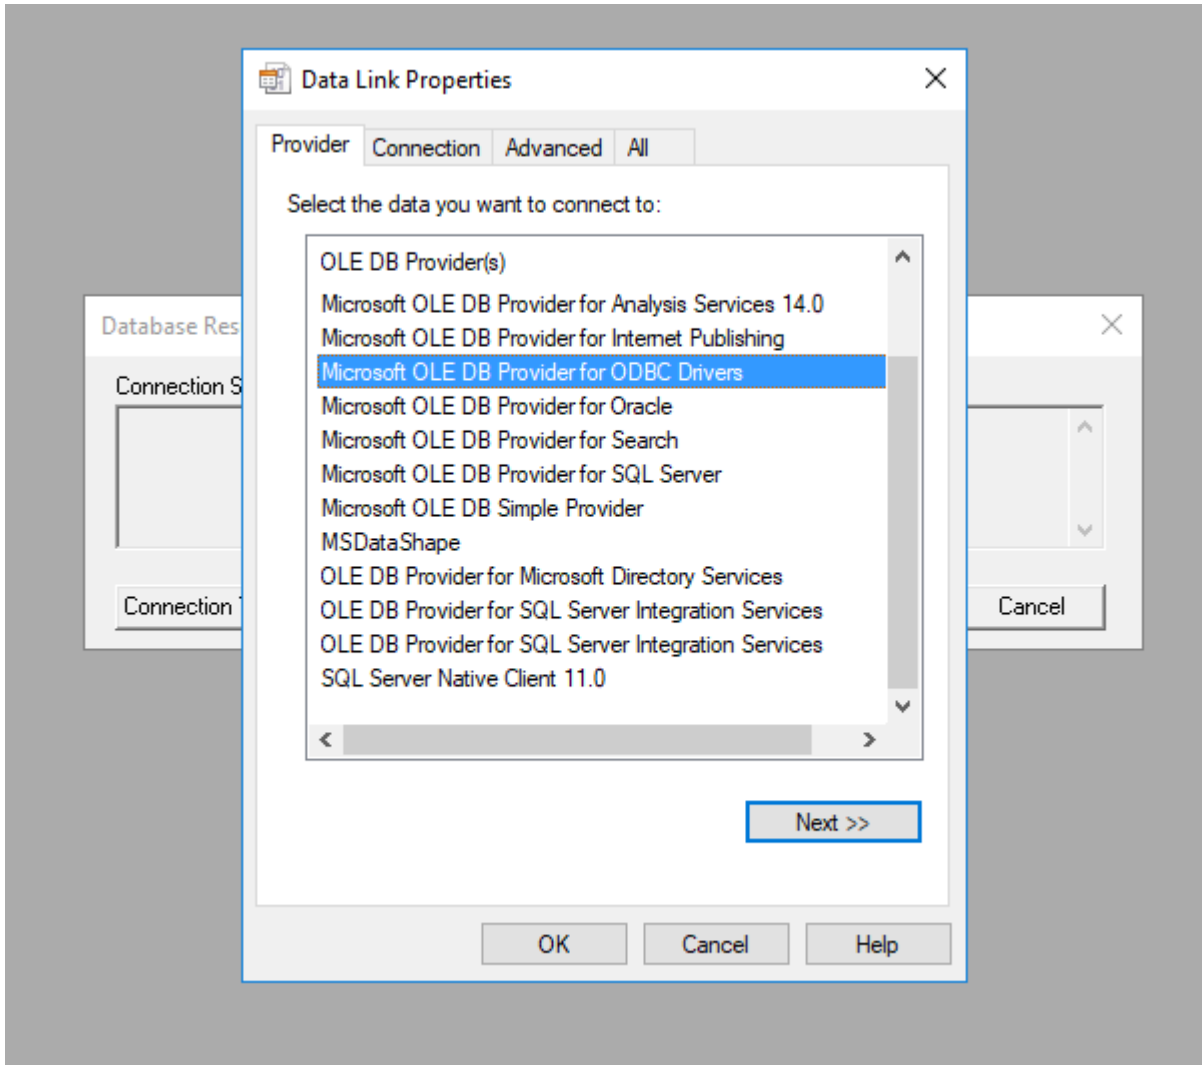 Data Link Properties
Provider Connection Advanced All
Select the data you want to connect to:
OLE DB Provider(s)
Microsoft OLE DB Provider for Analysis Services 14.0
Microsoft OLE DB Provider for Internet Publishing
Microsoft OLE DB Provider for ODBC Drivers
Microsoft OLE DB Provider for Oracle
Microsoft OLE DB Provider for Search
Microsoft OLE DB Provider for SQL Server
Microsoft OLE DB Simple Provider
MSDataShape
OLE DB Provider for Microsoft Directory Services
OLE DB Provider for SQL Server Integration Services
OLE DB Provider for SQL Server Integration Services
SQL Server Native Client 11.0
Next >>
OK Cancel Help
Database Res
Connection S
Connection
Cancel